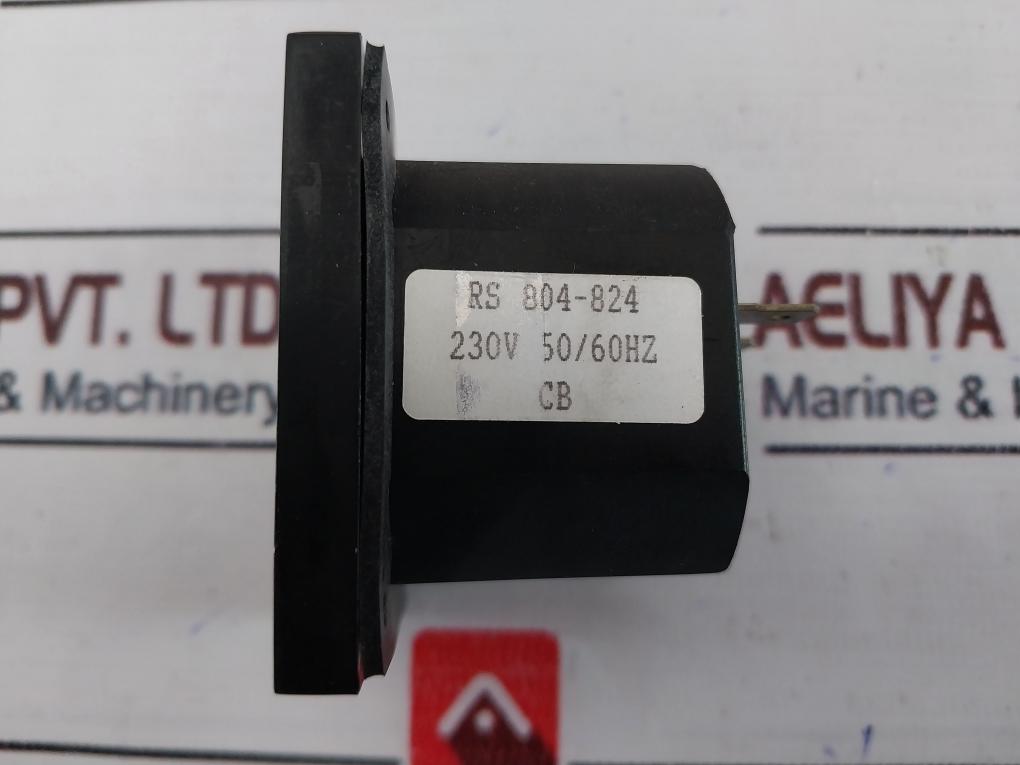 RS 804-824
230V 50/60HZ
CB
PVT. LTD
& Machinery
AELIYA
Marine &